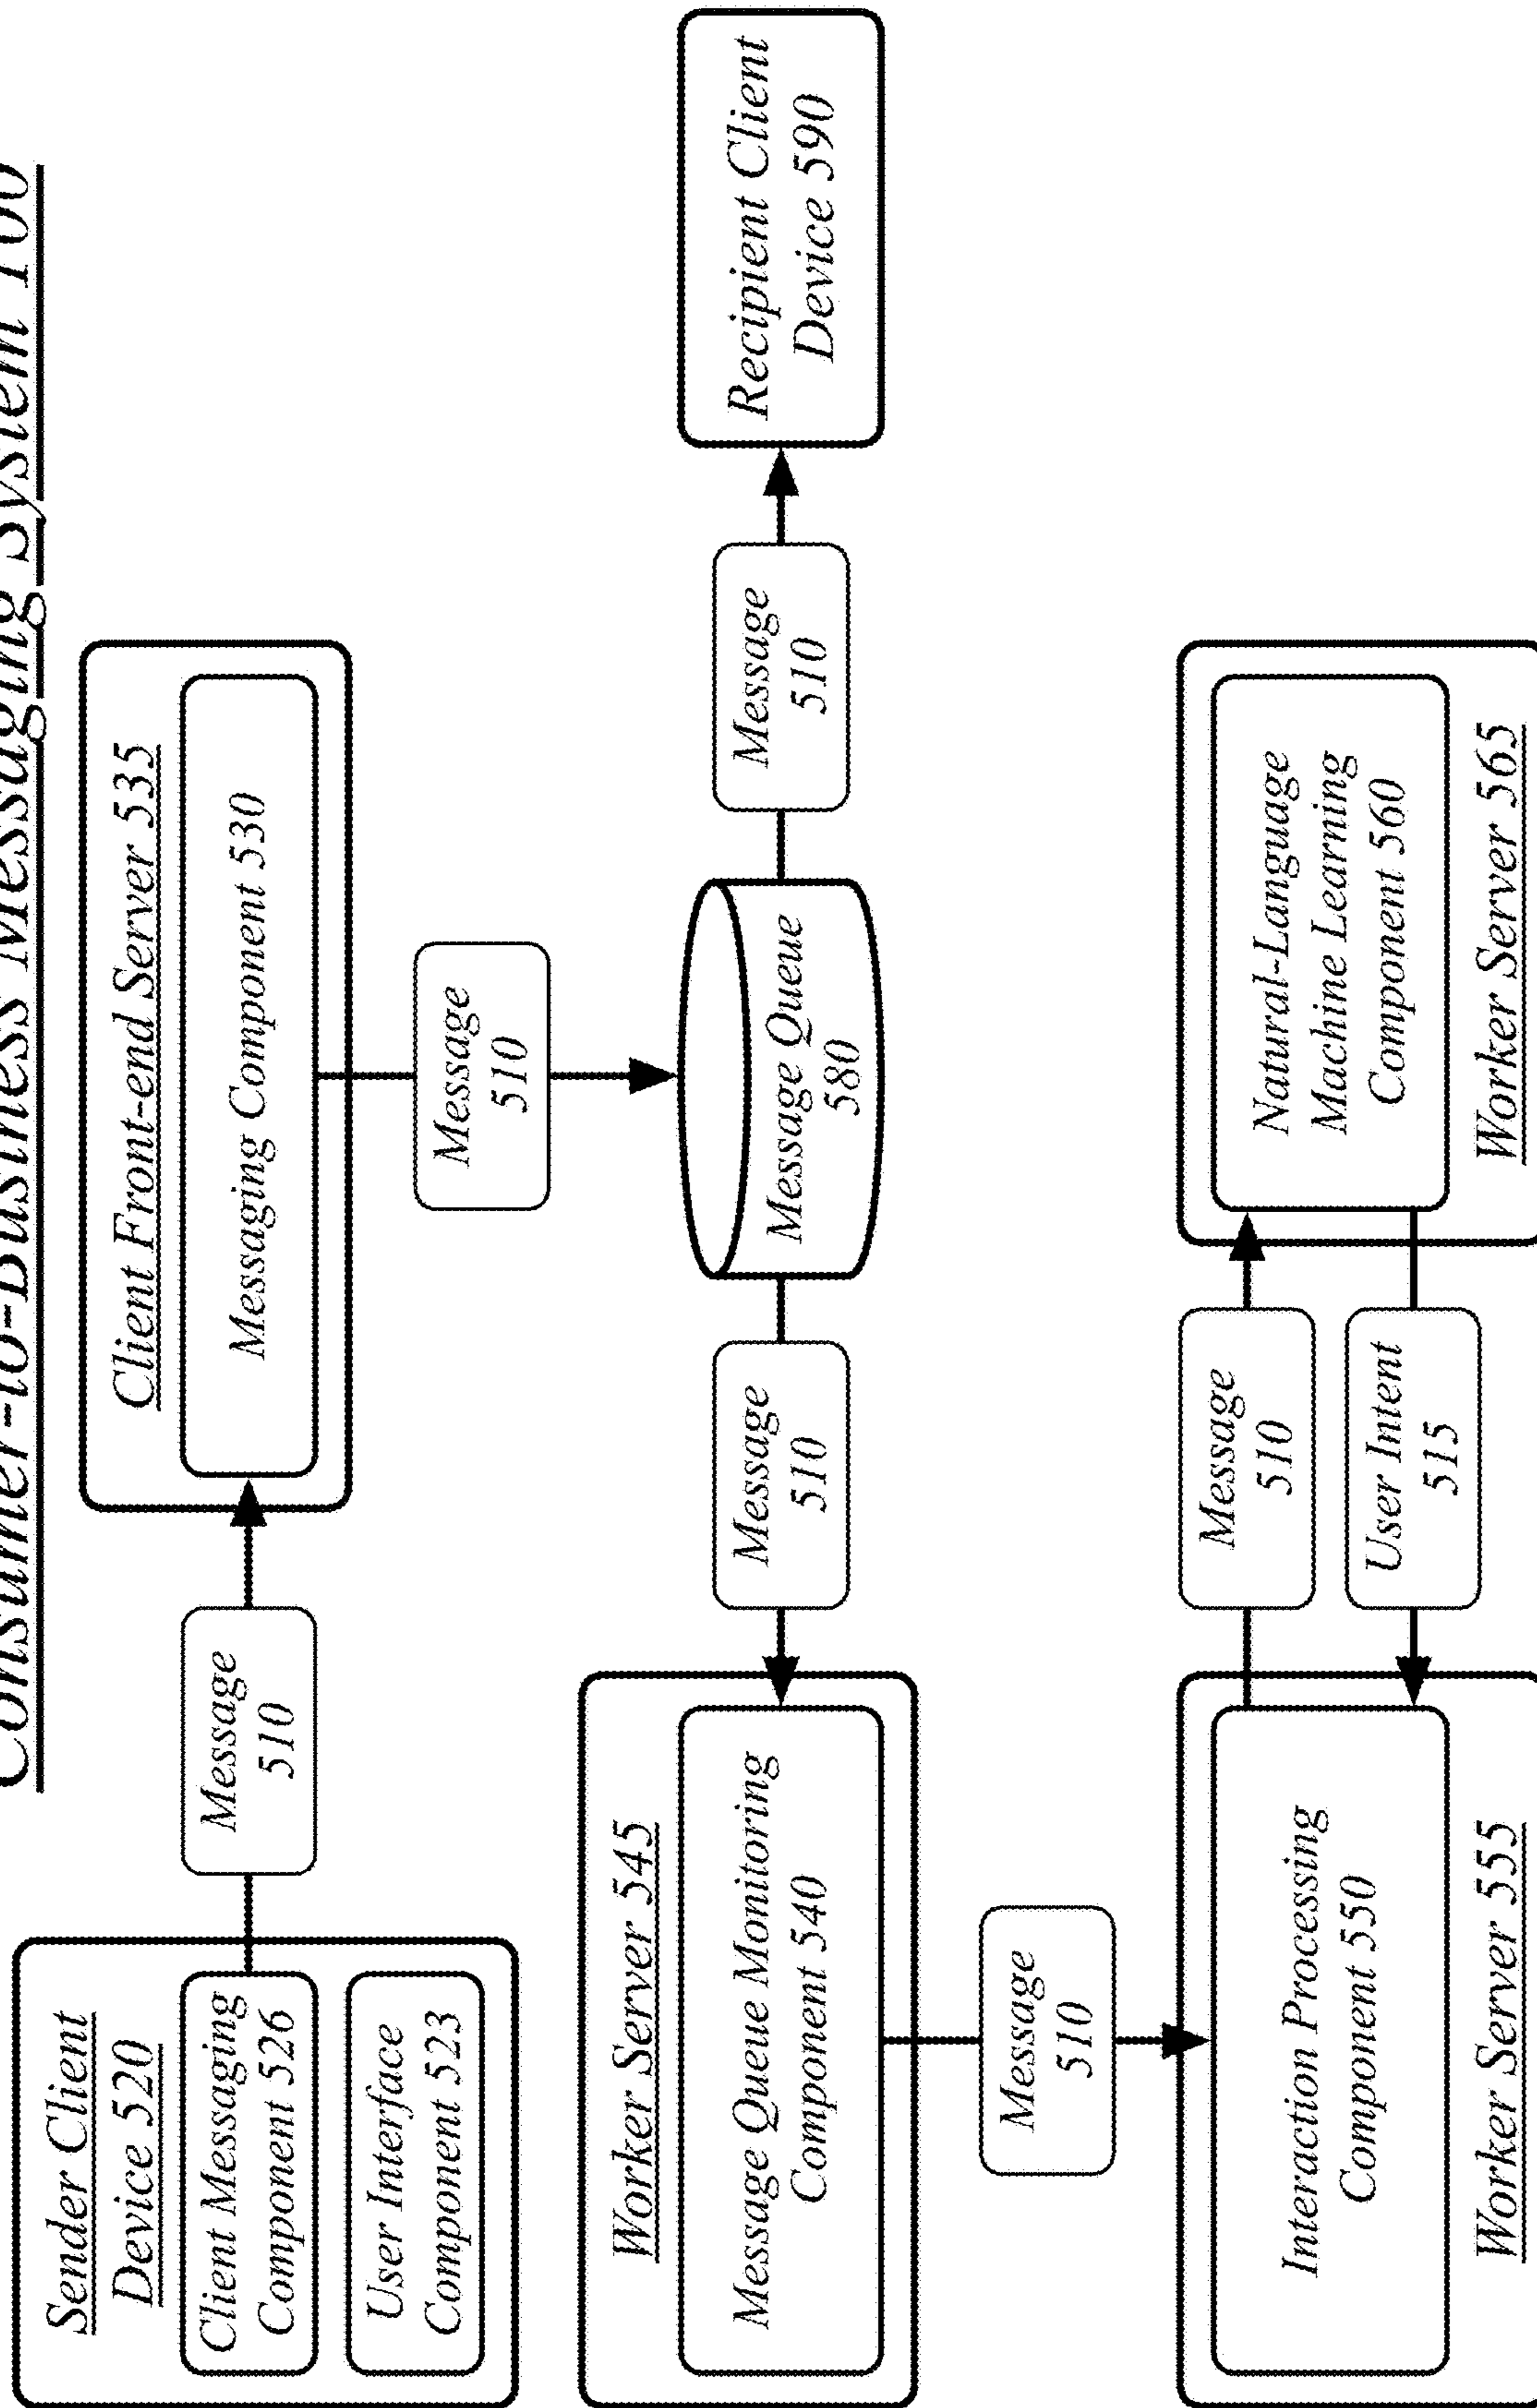 Consumer-to-Business Messaging System 100
Sender Client
Device 520
Client Messaging
Component 526
User Interface
Component 523
Message
510
Client Front-end Server 535
Messaging Component 530
Message
510
Worker Server 545
Message Queue Monitoring
Component 540
Message
510
Message Queue
580
Message
510
Recipient Client
Device 590
Message
510
Interaction Processing
Component 550
Worker Server 555
Message
510
User Intent
515
Natural-Language
Machine Learning
Component 560
Worker Server 565